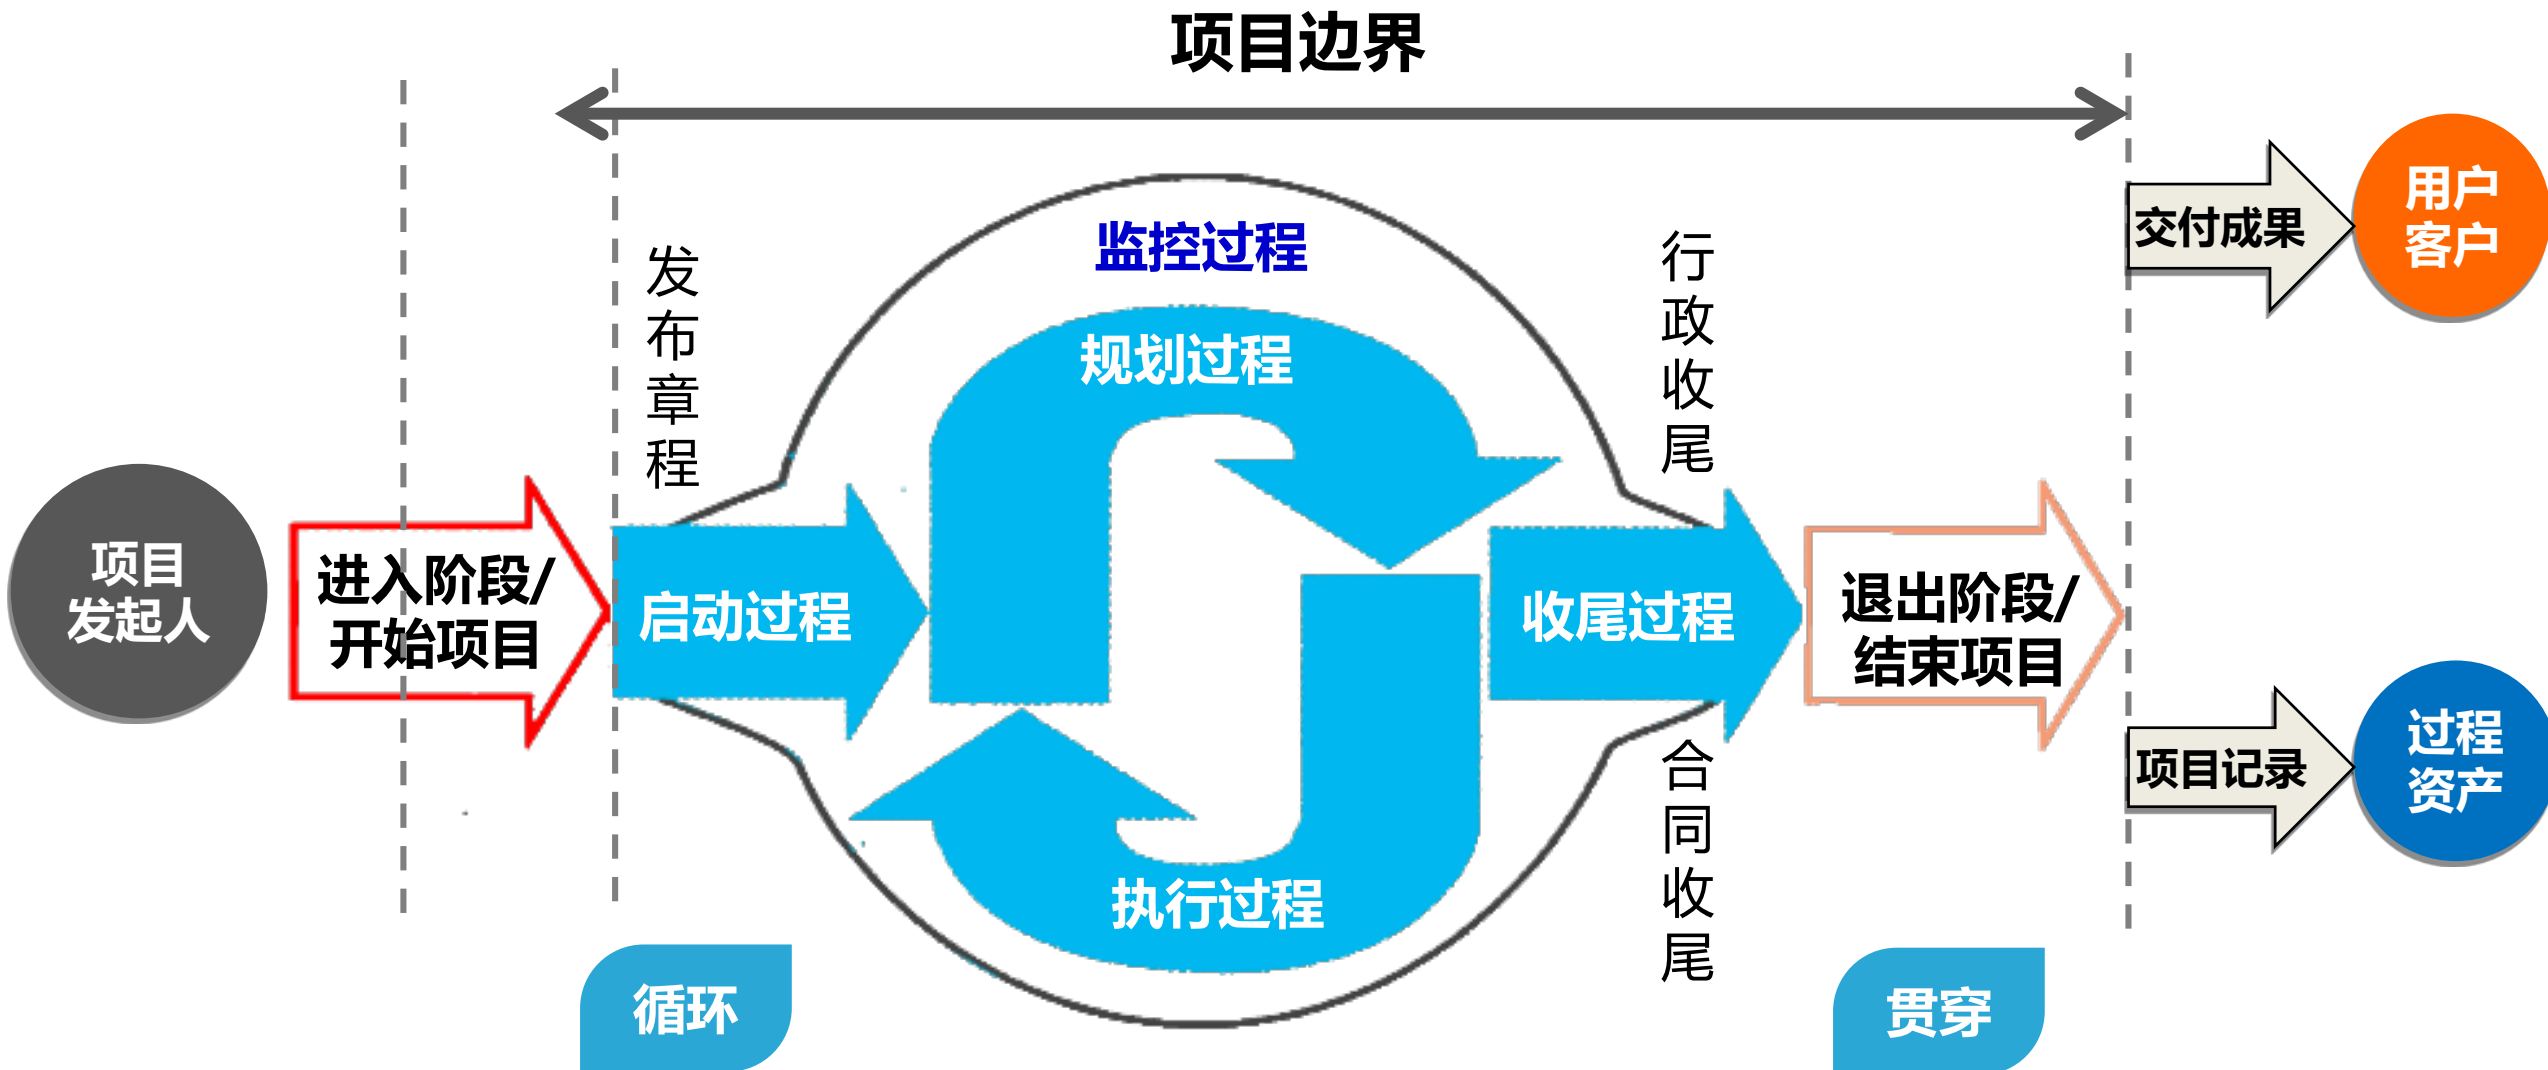 项目边界
项目
发起人
进入阶段/
开始项目
发布章程
启动过程
监控过程
规划过程
执行过程
行政收尾
收尾过程
合同收尾
退出阶段/
结束项目
交付成果
用户
客户
项目记录
过程
资产
循环
贯穿